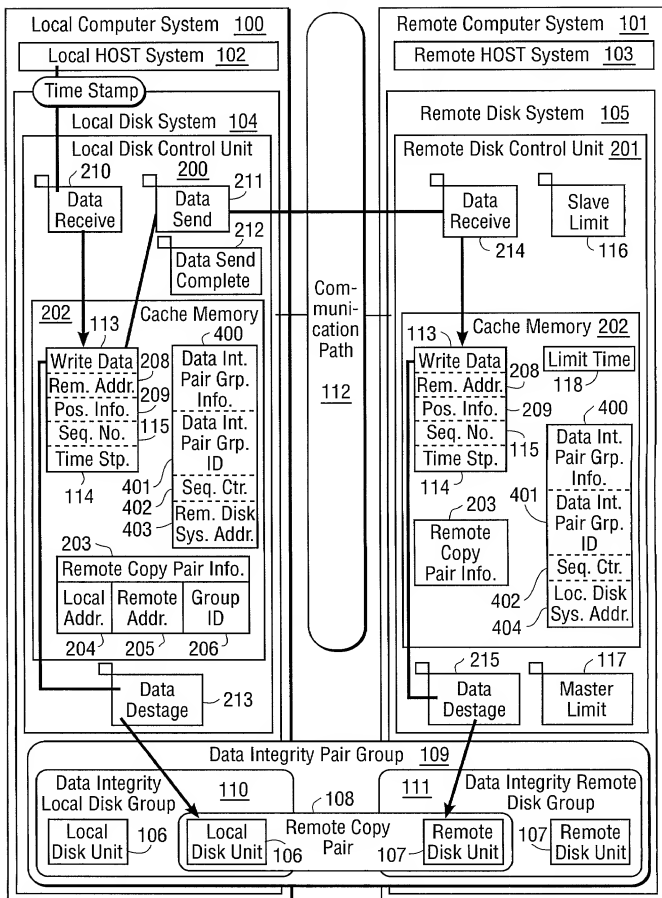 Local Computer System 100
Local HOST System 102
Time Stamp
Local Disk System 104
Local Disk Control Unit
200
210
Data
Receive
211
Data
Send
212
Data Send
Complete
202 Cache Memory
113
Write Data
208
Rem. Addr.
209
Pos. Info.
115
Seq. No.
Time Stp.
114
400
Data Int.
Pair Grp.
Info.
Data Int.
Pair Grp.
ID
401
Seq. Ctr.
402
Rem. Disk
Sys. Addr.
403
203
Remote Copy Pair Info.
Local
Addr.
Remote
Addr.
Group
ID
204 205 206
Data
Destage
213
Com-
muni-
cation
Path
112
Remote Computer System 101
Remote HOST System 103
Remote Disk System 105
Remote Disk Control Unit 201
Data
Receive
214
Slave
Limit
116
Cache Memory 202
113
Write Data
208
Rem. Addr.
209
Pos. Info.
115
Seq. No.
Time Stp.
114
Limit Time
118
400
Data Int.
Pair Grp.
Info.
401
Data Int.
Pair Grp.
ID
Seq. Ctr.
402
Loc. Disk
Sys. Addr.
404
203
Remote
Copy
Pair Info.
215
Data
Destage
117
Master
Limit
Data Integrity Pair Group 109
Data Integrity
Local Disk Group
110
111
Data Integrity Remote
Disk Group
108
Remote Copy
Pair
Local
Disk Unit
106
Local
Disk Unit
106
107
Remote
Disk Unit
107
Remote
Disk Unit